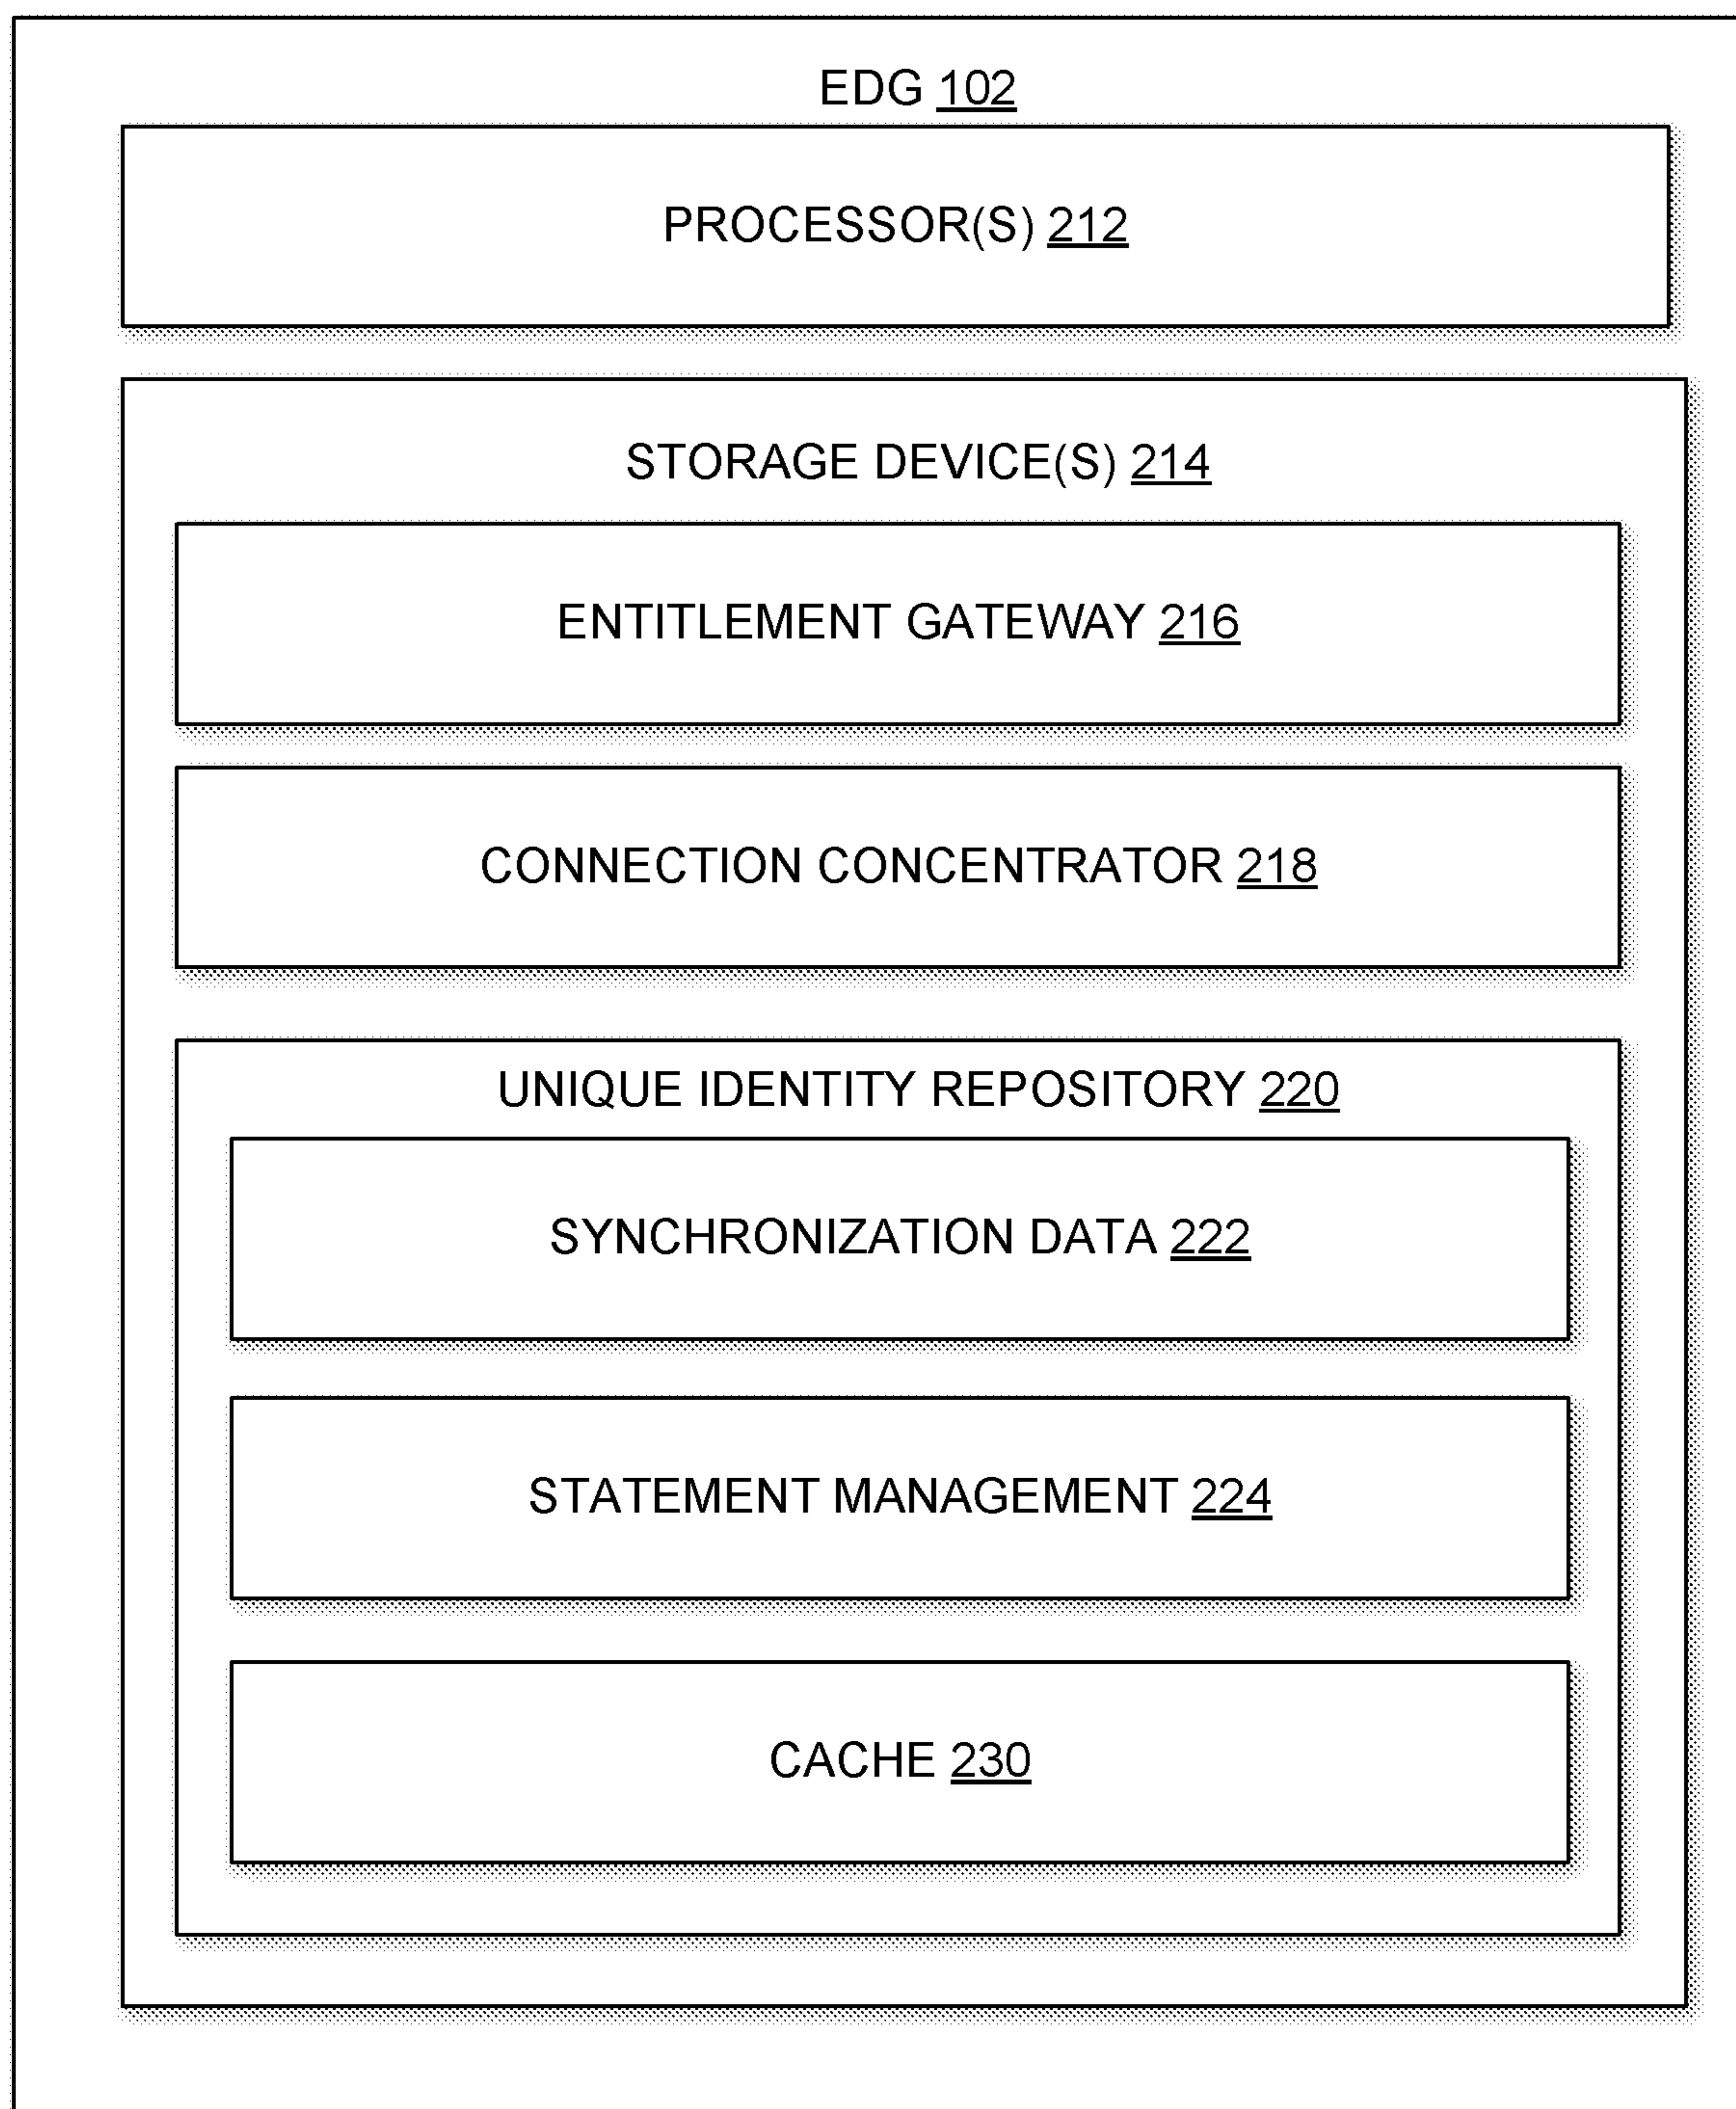 EDG 102
PROCESSOR(S) 212
STORAGE DEVICE(S) 214
ENTITLEMENT GATEWAY 216
CONNECTION CONCENTRATOR 218
UNIQUE IDENTITY REPOSITORY 220
SYNCHRONIZATION DATA 222
STATEMENT MANAGEMENT 224
CACHE 230